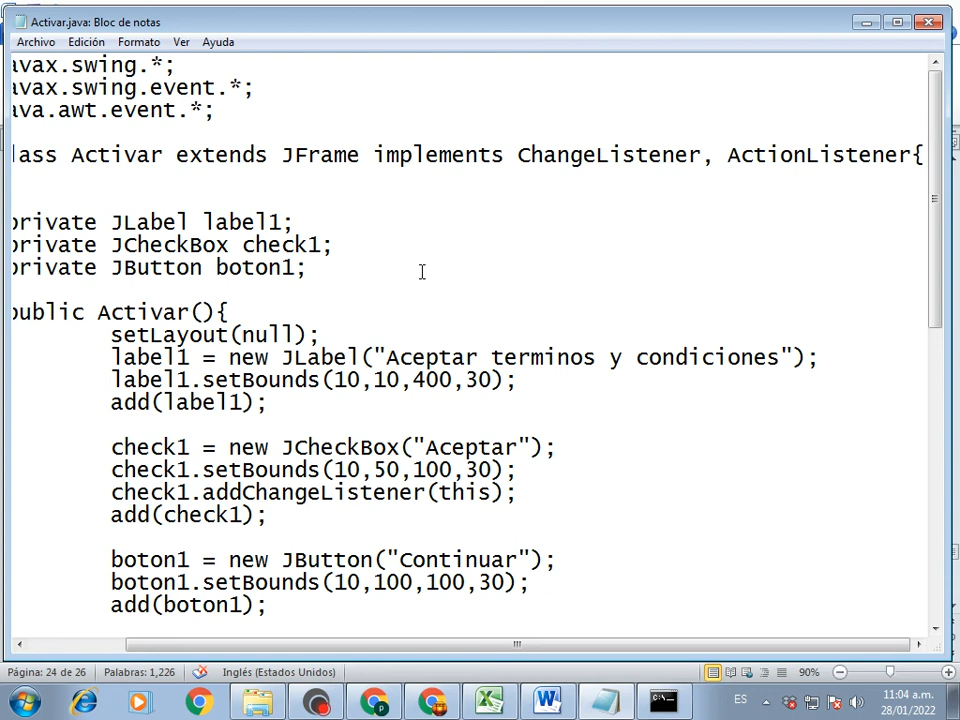 Activar.java: Bloc de notas
Archivo Edición Formato Ver Ayuda
avax.swing.*;
avax.swing.event.*;
ava.awt.event.*;
lass Activar extends JFrame implements ChangeListener, ActionListener{
private JLabel label1;
private JCheckBox check1;
private JButton boton1;
public Activar(){
setLayout(null);
label1 = new JLabel("Aceptar terminos y condiciones");
label1.setBounds(10,10,400,30);
add(label1);
check1 = new JCheckBox("Aceptar");
check1.setBounds(10,50,100,30);
check1.addChangeListener(this);
add(check1);
boton1 = new JButton("Continuar");
boton1.setBounds(10,100,100,30);
add(boton1);
Página: 24 de 26 Palabras: 1,226 Inglés (Estados Unidos) 90%
ES 11:04 a.m.
28/01/2022